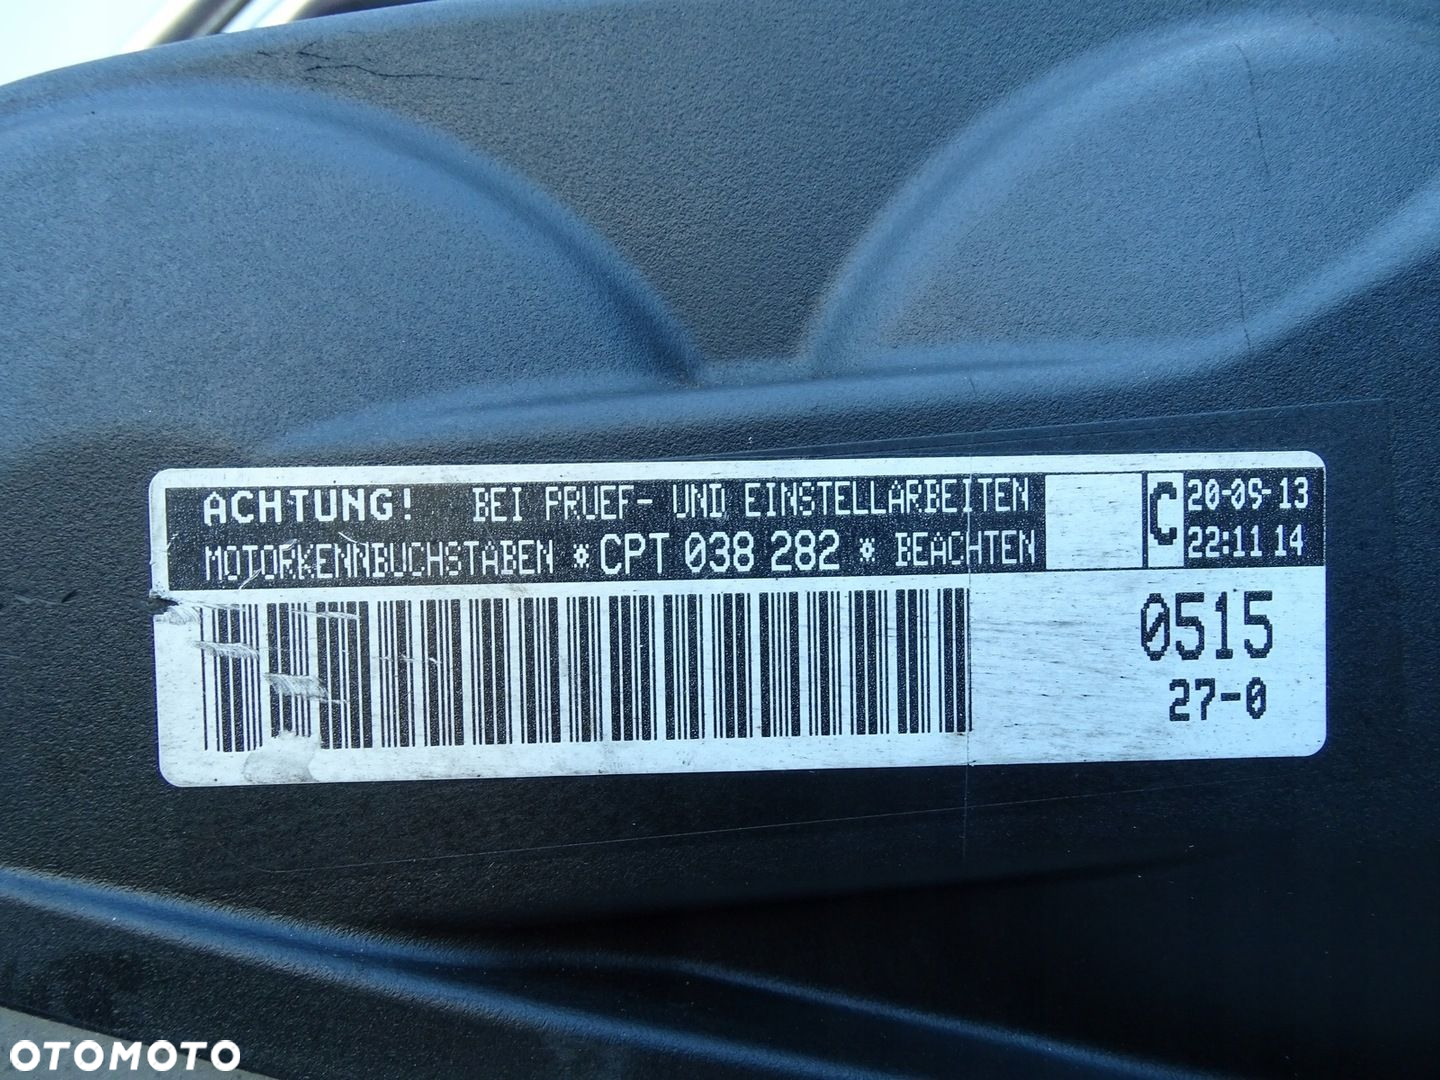 ACHTUNG! BEI PRUEF- UND EINSTELLARBEITEN
MOTORKENNBUCHSTABEN *CPT 038 282* BEACHTEN
C
20-09-13
22:11 14
0515
27-0
OTOMOTO